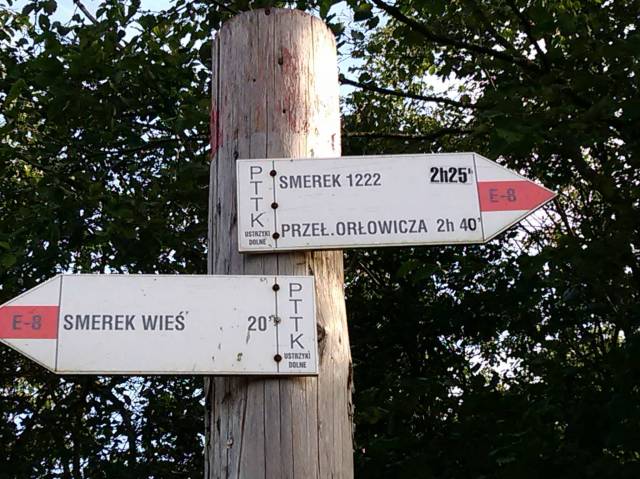 PTTK
USTRZYKI
DOLNE
SMEREK 1222 2h25'
PRZEŁ. ORŁOWICZA 2h 40'
E-8
E-8
SMEREK WIEŚ 20'
PTTK
USTRZYKI
DOLNE